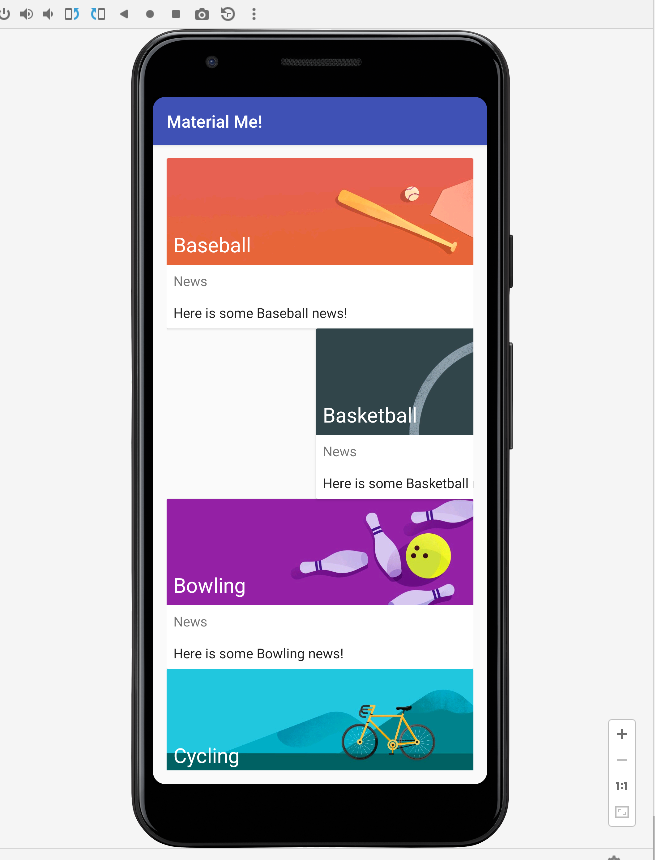 Material Me!
Baseball
News
Here is some Baseball news!
Basketball
News
Here is some Basketball
Bowling
News
Here is some Bowling news!
Cycling
1:1